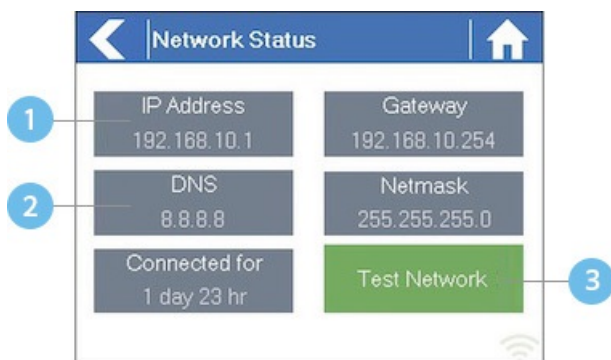 Network Status
1
IP Address
192.168.10.1
Gateway
192.168.10.254
2
DNS
8.8.8.8
Netmask
255.255.255.0
Connected for
1 day 23 hr
Test Network
3